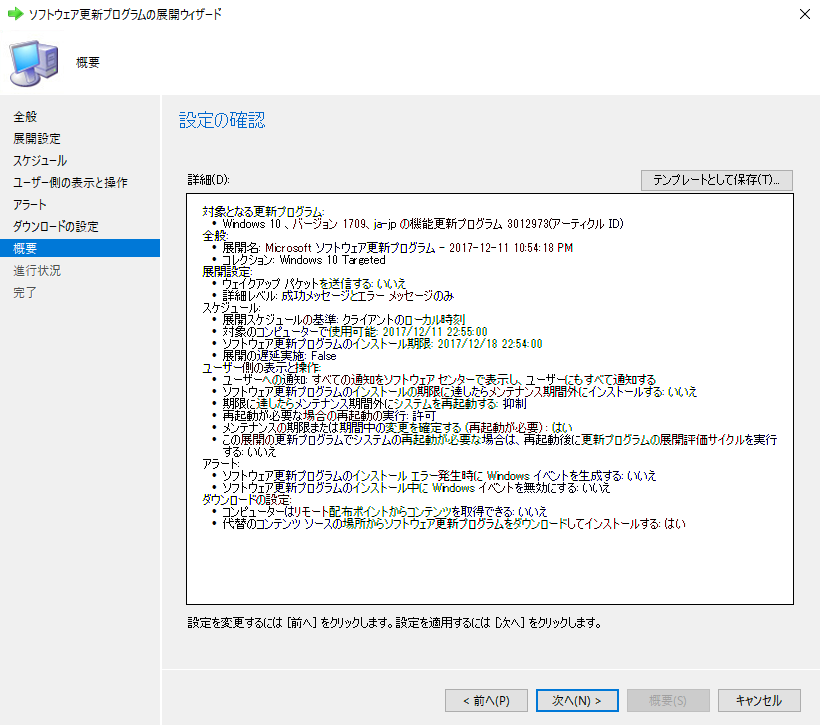 ソフトウェア更新プログラムの展開ウィザード
概要
全般
展開設定
スケジュール
ユーザー側の表示と操作
アラート
ダウンロードの設定
概要
進行状況
完了
設定の確認
詳細(D):
テンプレートとして保存(T)...
対象となる更新プログラム:
• Windows 10 、バージョン 1709、ja-jp の機能更新プログラム 3012973(アーティクル ID)
全般:
• 展開名: Microsoft ソフトウェア更新プログラム - 2017-12-11 10:54:18 PM
• コレクション: Windows 10 Targeted
展開設定:
• ウェイクアップ パケットを送信する: いいえ
• 詳細レベル: 成功メッセージとエラー メッセージのみ
スケジュール:
• 展開スケジュールの基準: クライアントのローカル時刻
• 対象のコンピューターで使用可能: 2017/12/11 22:55:00
• ソフトウェア更新プログラムのインストール期限: 2017/12/18 22:54:00
• 展開の遅延実施: False
ユーザー側の表示と操作:
• ユーザーへの通知: すべての通知をソフトウェア センターで表示し、ユーザーにもすべて通知する
• ソフトウェア更新プログラムのインストールの期限に達したらメンテナンス期間外にインストールする: いいえ
• 期限に達したらメンテナンス期間外にシステムを再起動する: 抑制
• 再起動が必要な場合の再起動の実行: 許可
• メンテナンスの期限または期間中の変更を確定する (再起動が必要) : はい
• この展開の更新プログラムでシステムの再起動が必要な場合は、再起動後に更新プログラムの展開評価サイクルを実行
する: いいえ
アラート:
• ソフトウェア更新プログラムのインストール エラー発生時に Windows イベントを生成する: いいえ
• ソフトウェア更新プログラムのインストール中に Windows イベントを無効にする: いいえ
ダウンロードの設定:
• コンピューターはリモート配布ポイントからコンテンツを取得できる: いいえ
• 代替のコンテンツ ソースの場所からソフトウェア更新プログラムをダウンロードしてインストールする: はい
設定を変更するには [前へ] をクリックします。設定を適用するには [次へ] をクリックします。
< 前へ(P)
次へ(N) >
概要(S)
キャンセル